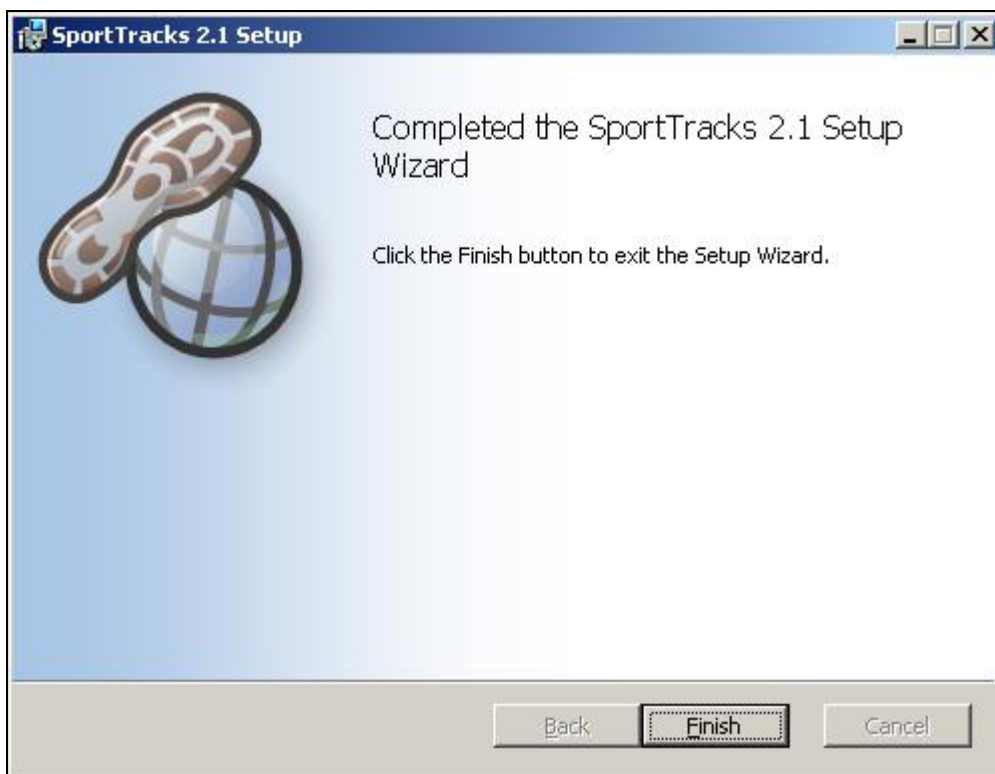 SportTracks 2.1 Setup
Completed the SportTracks 2.1 Setup
Wizard
Click the Finish button to exit the Setup Wizard.
Back
Finish
Cancel